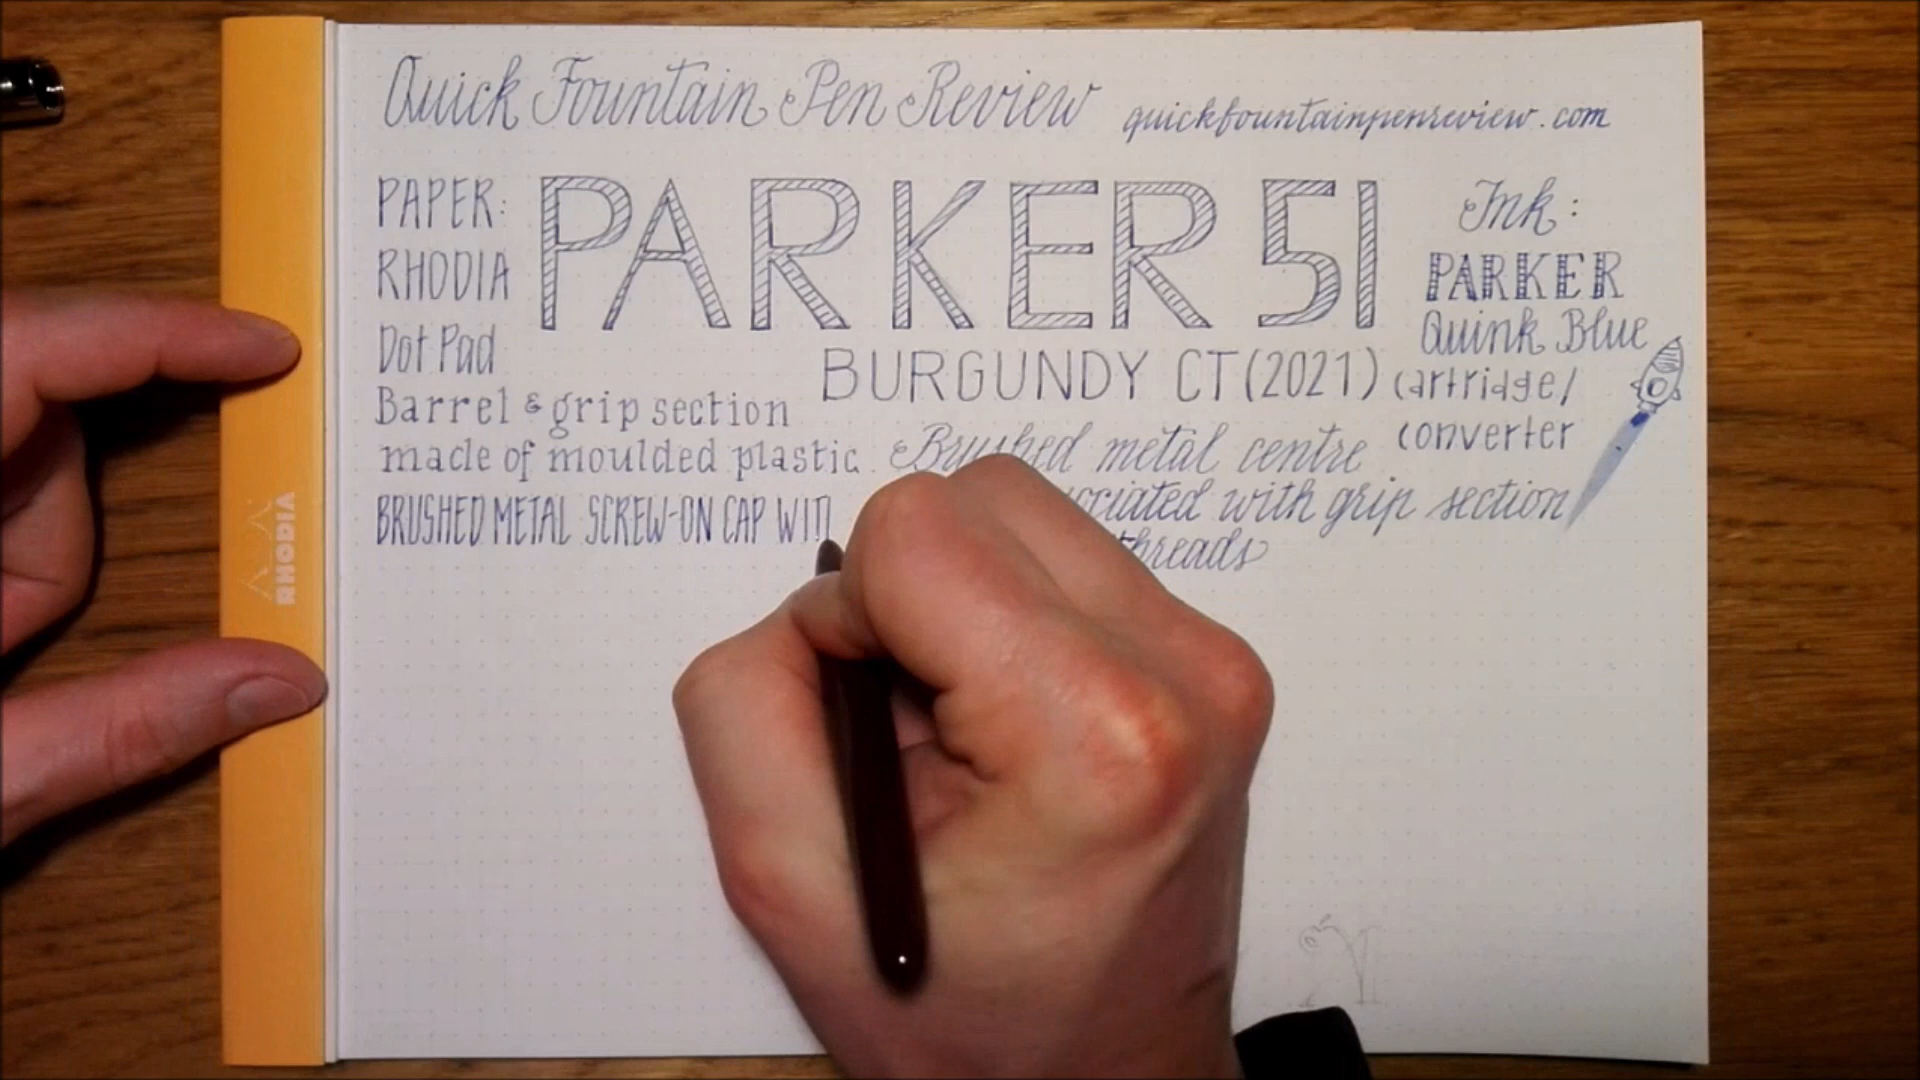 Quick Fountain Pen Review
quickfountainpenreview.com
PAPER:
RHODIA
Dot Pad
PARKER 51
BURGUNDY CT (2021)
Ink:
PARKER
Quink Blue
cartridge/
converter
Barrel & grip section
made of moulded plastic
BRUSHED METAL SCREW-ON CAP
Brushed metal centre
with grip section
threads
RHODIA